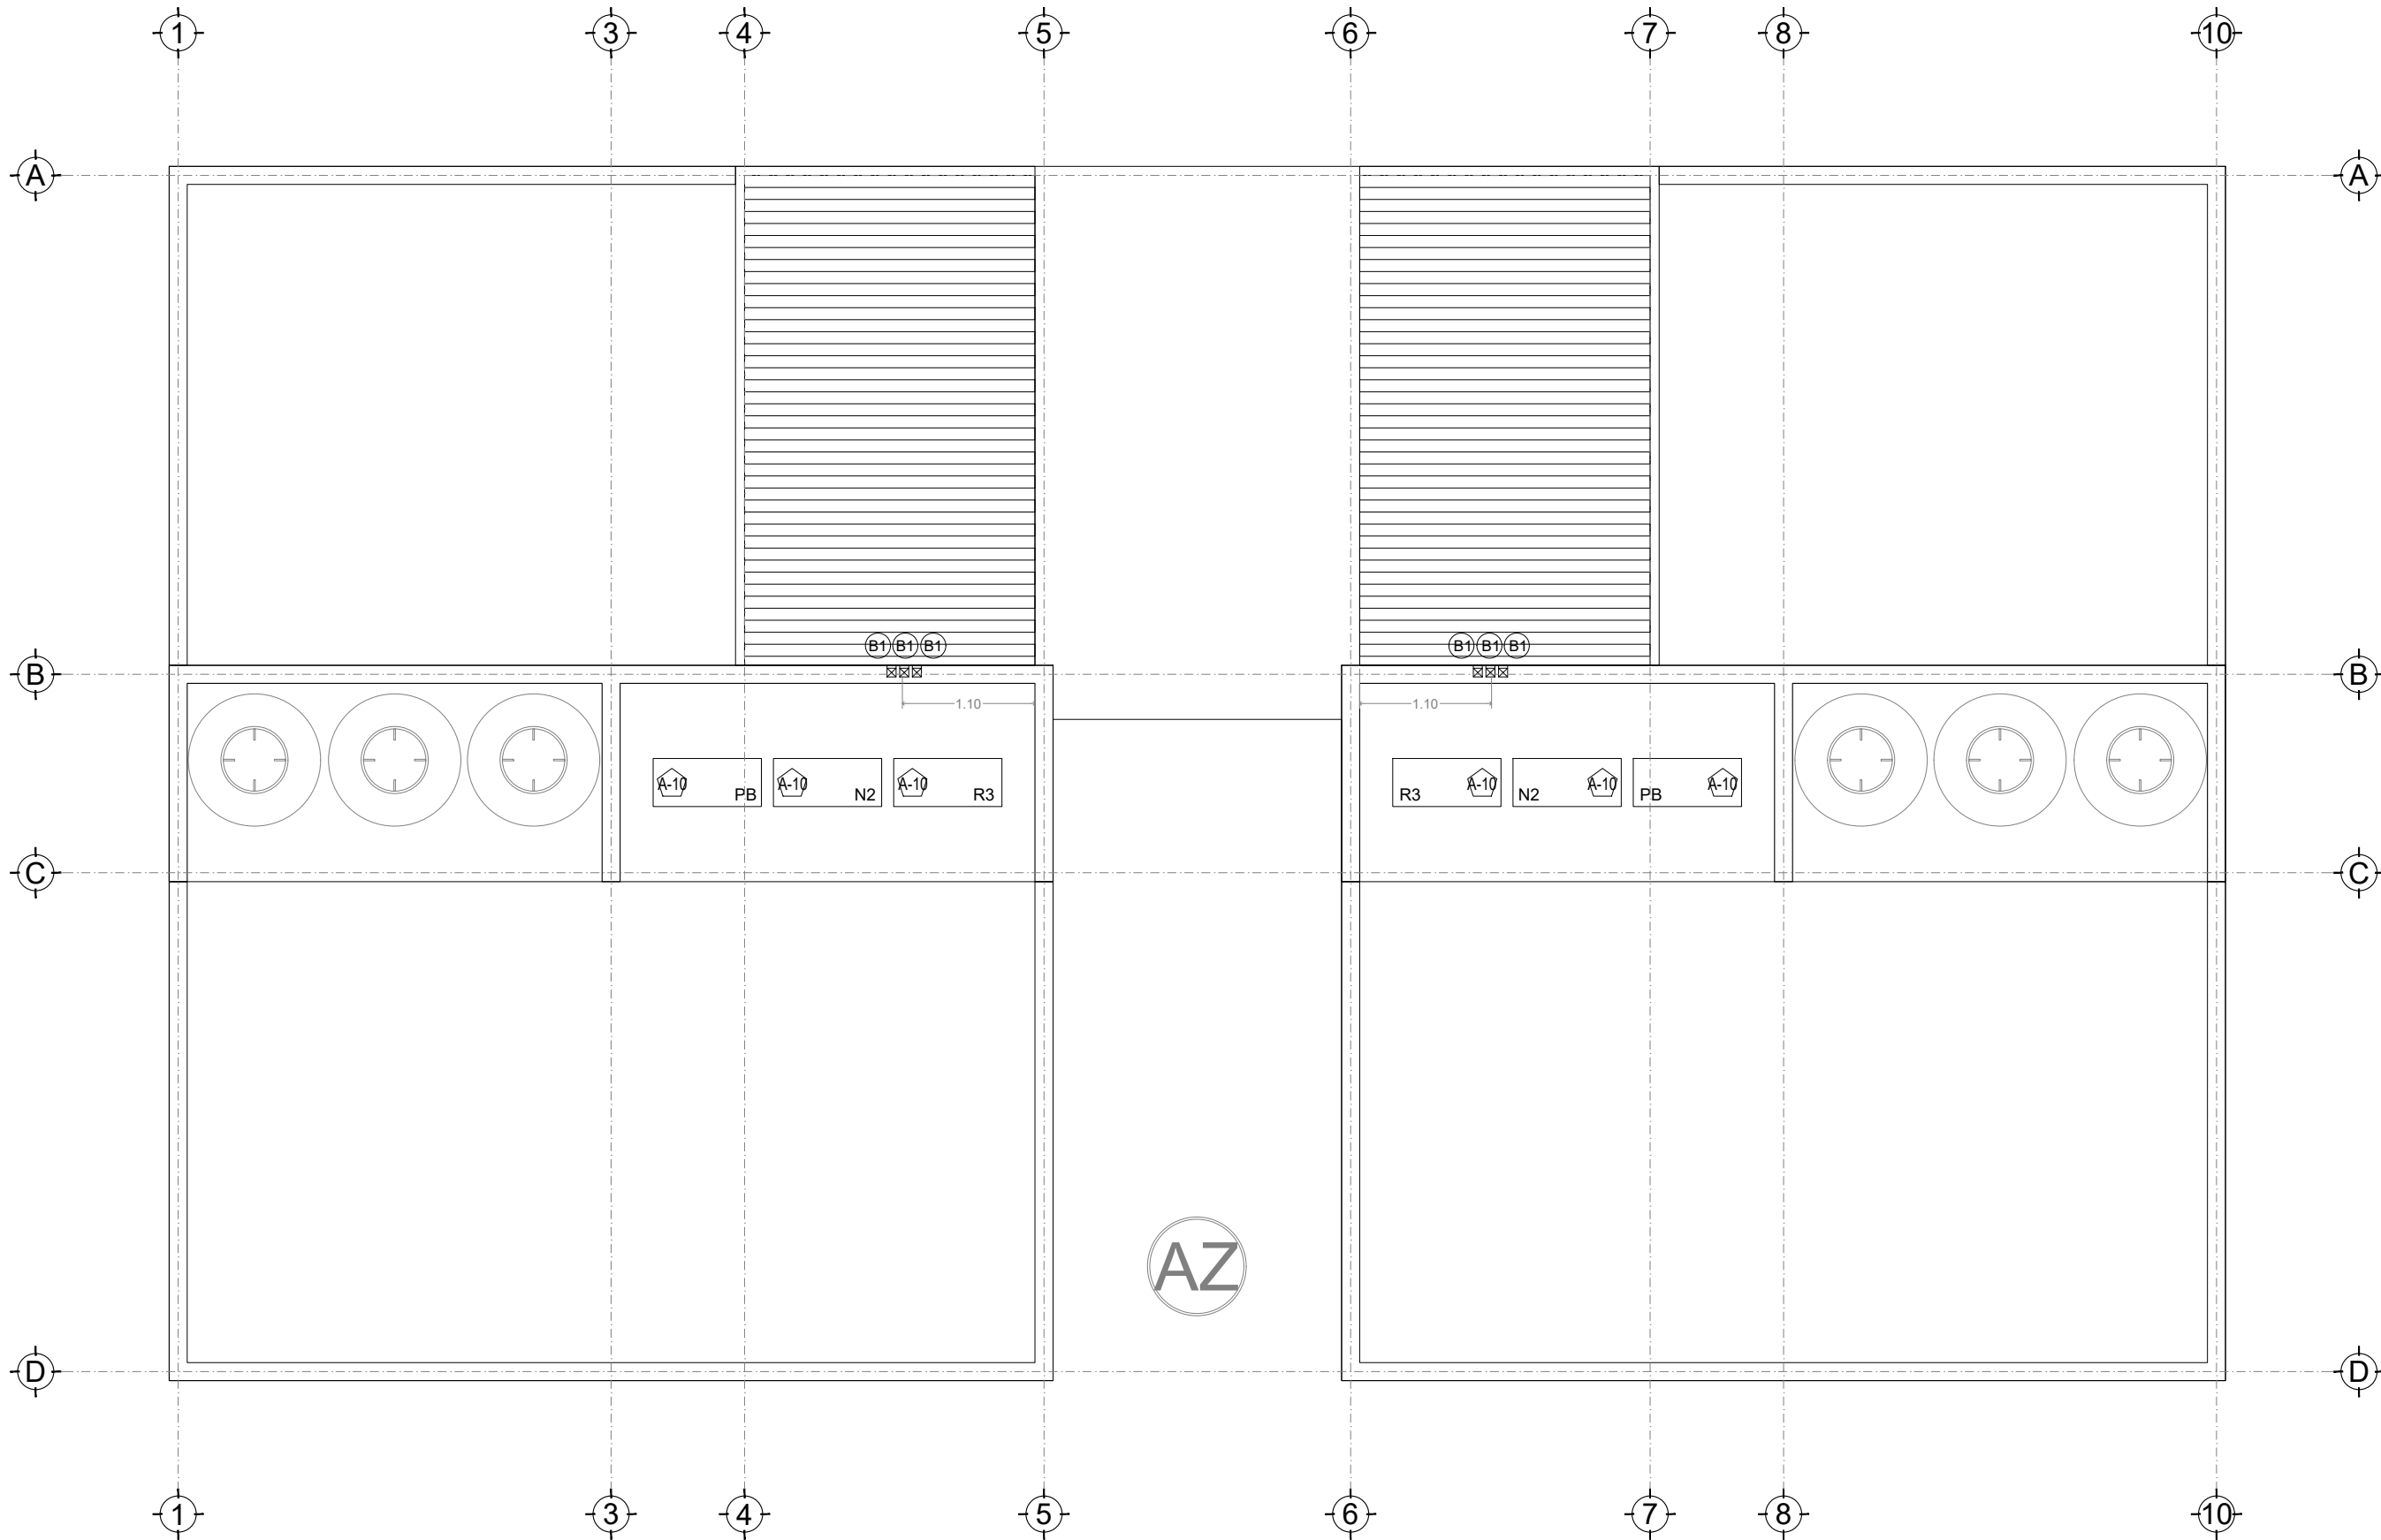 1 3 4 5 6 7 8 10
A A
B1 B1 B1 B1 B1 B1
B B
1.10 1.10
A-10 PB A-10 N2 A-10 R3 R3 A-10 N2 A-10 PB A-10
C C
AZ
D D
1 3 4 5 6 7 8 10